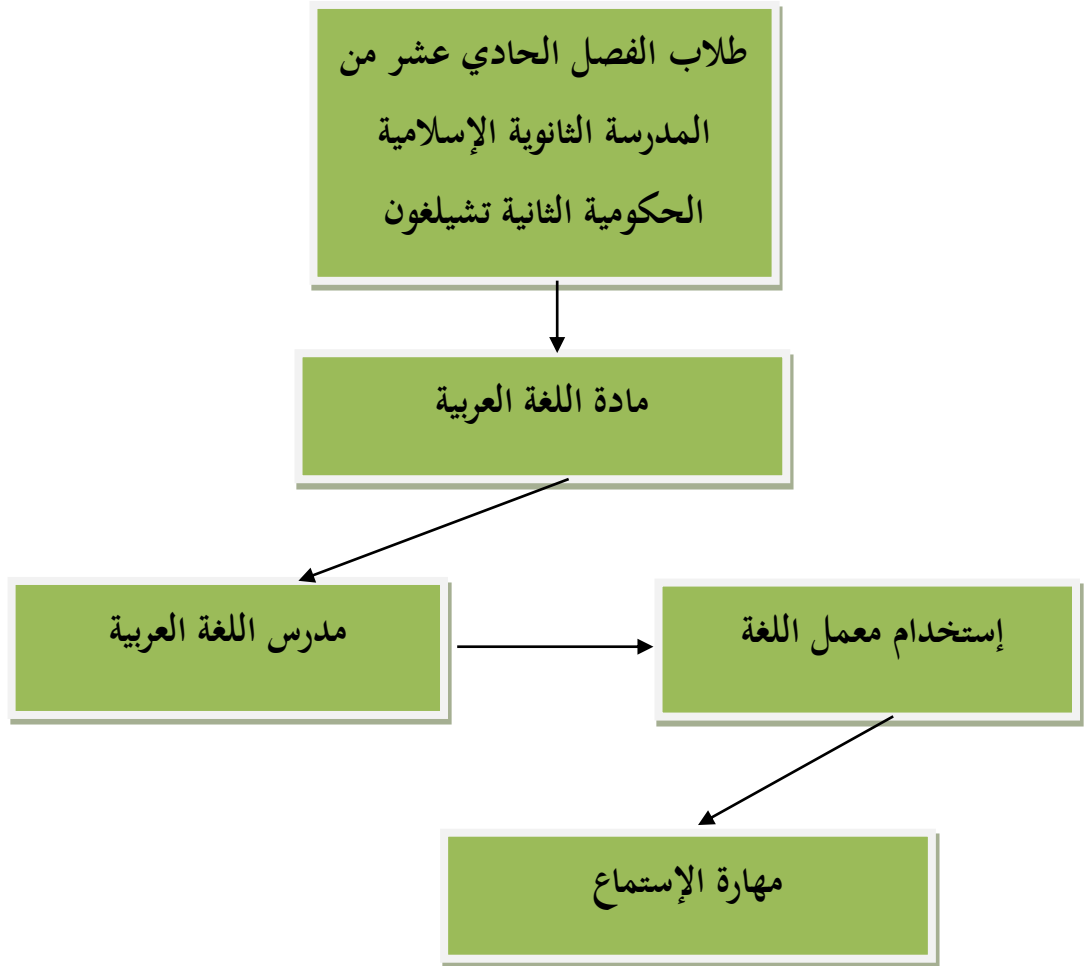 طلاب الفصل الحادي عشر من
المدرسة الثانوية الإسلامية
الحكومية الثانية تشيلغون
مادة اللغة العربية
مدرس اللغة العربية
إستخدام معمل اللغة
مهارة الإستماع